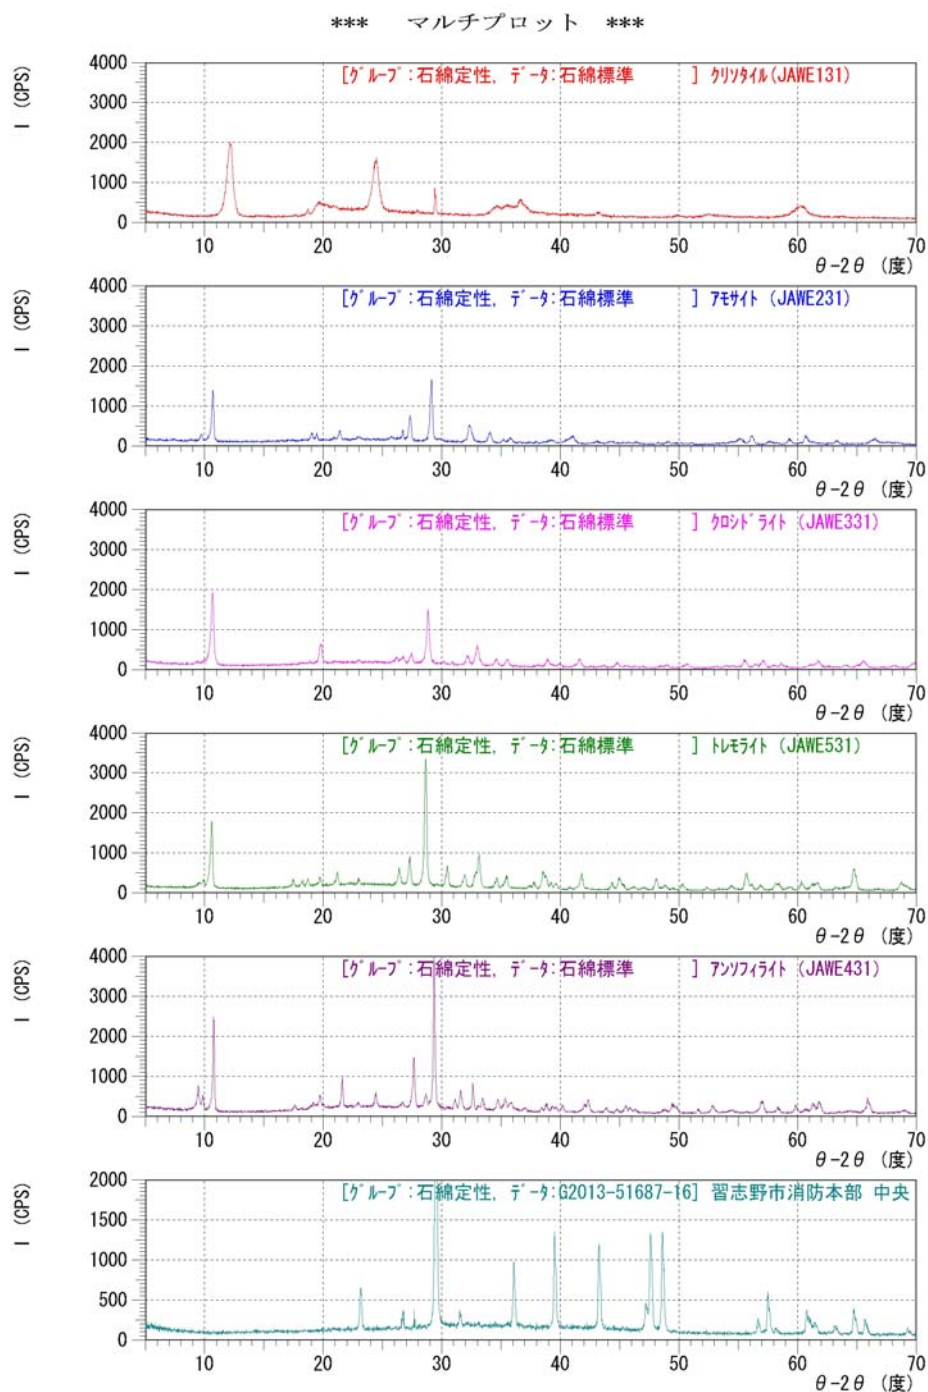 *** マルチプロット ***
I (CPS)
4000
3000
2000
1000
0
[ｸﾞﾙｰﾌﾟ:石綿定性, ﾃﾞｰﾀ:石綿標準 ] ｸﾘｿﾀｲﾙ(JAWE131)
10 20 30 40 50 60 70
θ-2θ (度)
I (CPS)
4000
3000
2000
1000
0
[ｸﾞﾙｰﾌﾟ:石綿定性, ﾃﾞｰﾀ:石綿標準 ] ｱﾓｻｲﾄ (JAWE231)
10 20 30 40 50 60 70
θ-2θ (度)
I (CPS)
4000
3000
2000
1000
0
[ｸﾞﾙｰﾌﾟ:石綿定性, ﾃﾞｰﾀ:石綿標準 ] ｸﾛｼﾄﾞﾗｲﾄ (JAWE331)
10 20 30 40 50 60 70
θ-2θ (度)
I (CPS)
4000
3000
2000
1000
0
[ｸﾞﾙｰﾌﾟ:石綿定性, ﾃﾞｰﾀ:石綿標準 ] ﾄﾚﾓﾗｲﾄ (JAWE531)
10 20 30 40 50 60 70
θ-2θ (度)
I (CPS)
4000
3000
2000
1000
0
[ｸﾞﾙｰﾌﾟ:石綿定性, ﾃﾞｰﾀ:石綿標準 ] ｱﾝｿﾌｨﾗｲﾄ (JAWE431)
10 20 30 40 50 60 70
θ-2θ (度)
I (CPS)
2000
1500
1000
500
0
[ｸﾞﾙｰﾌﾟ:石綿定性, ﾃﾞｰﾀ:G2013-51687-16] 習志野市消防本部 中央
10 20 30 40 50 60 70
θ-2θ (度)